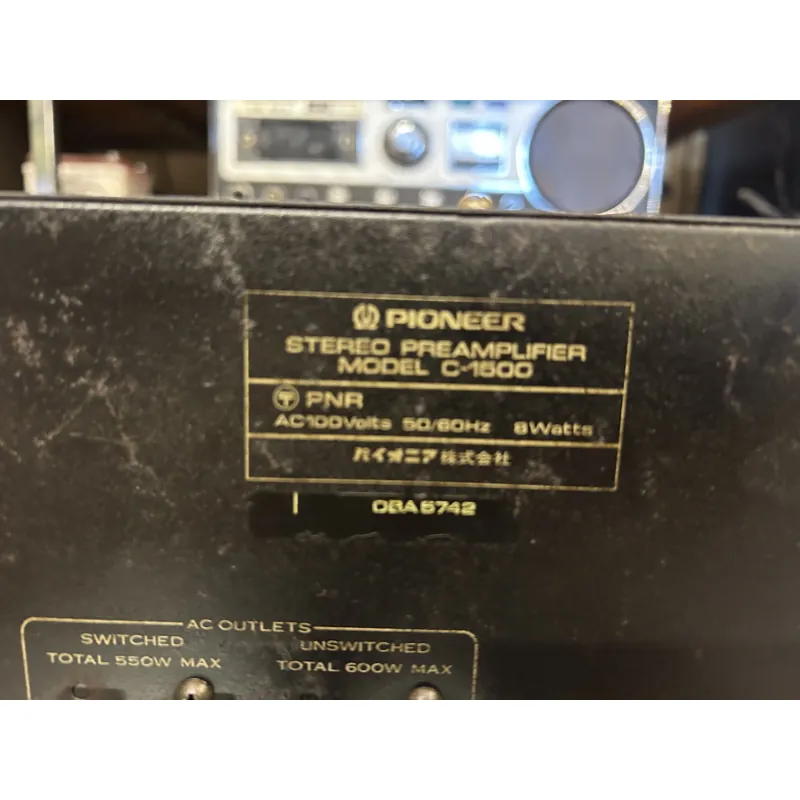 PIONEER
STEREO PREAMPLIFIER
MODEL C-1500
PNR
AC100Volts 50/60Hz 8Watts
パイオニア株式会社
OBA5742
AC OUTLETS
SWITCHED UNSWITCHED
TOTAL 550W MAX TOTAL 600W MAX